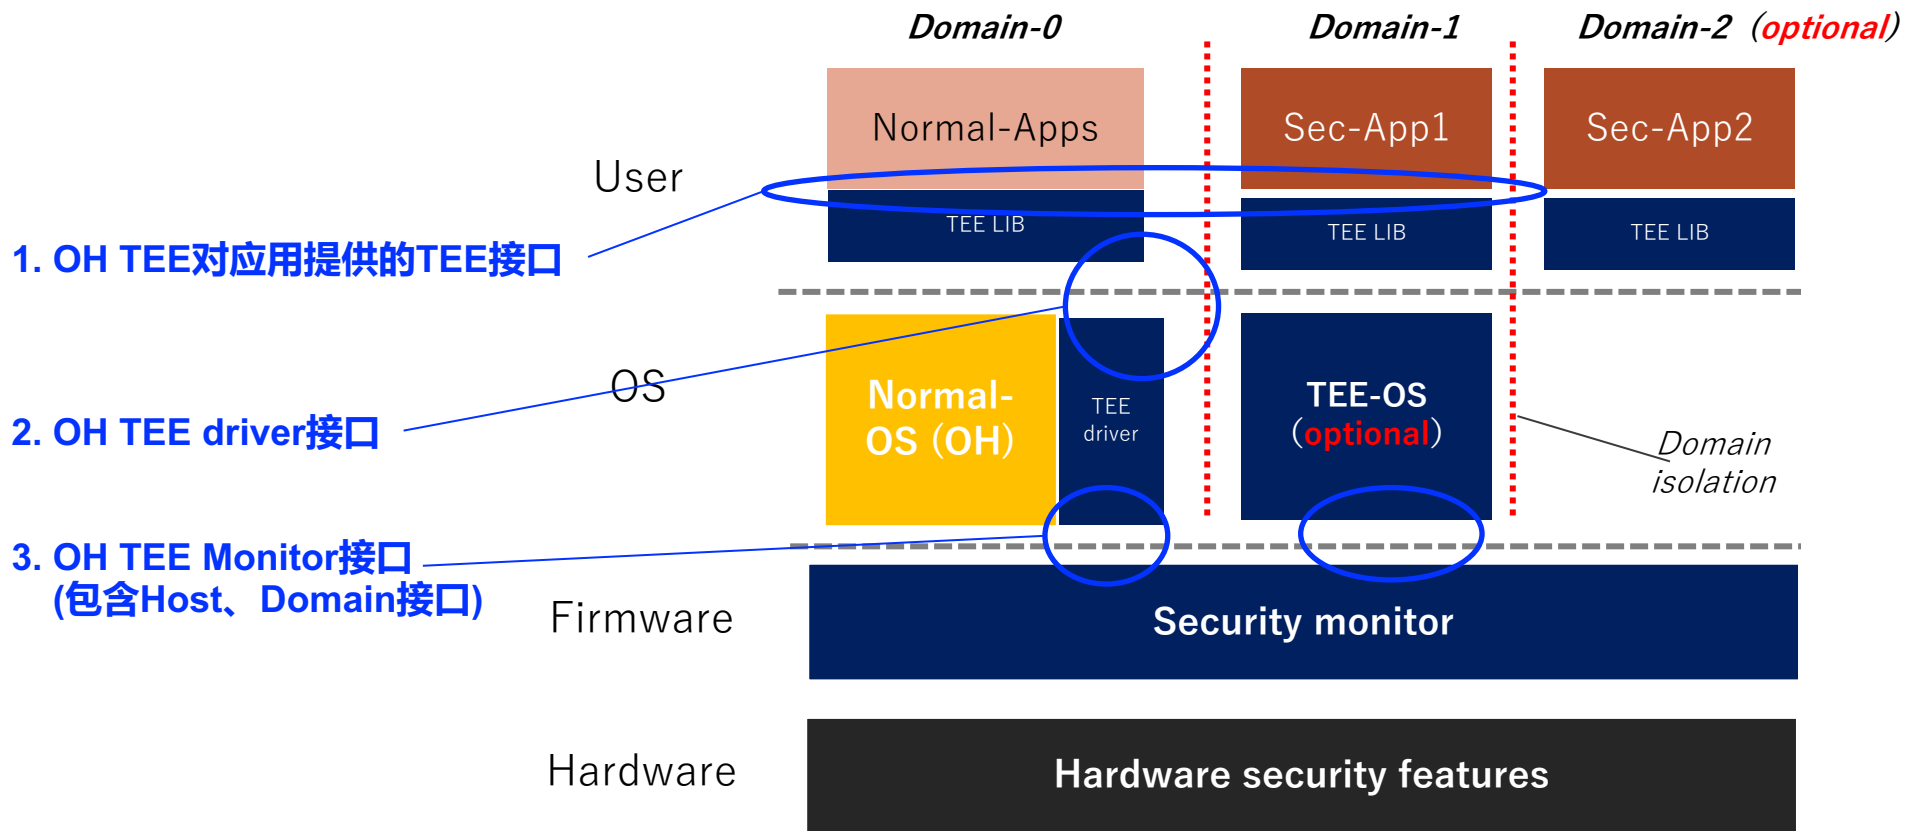 Domain-0
Domain-1
Domain-2 (optional)
Normal-Apps
Sec-App1
Sec-App2
User
TEE LIB
TEE LIB
TEE LIB
1. OH TEE对应用提供的TEE接口
OS
Normal-
OS (OH)
TEE
driver
TEE-OS
(optional)
2. OH TEE driver接口
Domain
isolation
3. OH TEE Monitor接口
(包含Host、Domain接口)
Firmware
Security monitor
Hardware
Hardware security features